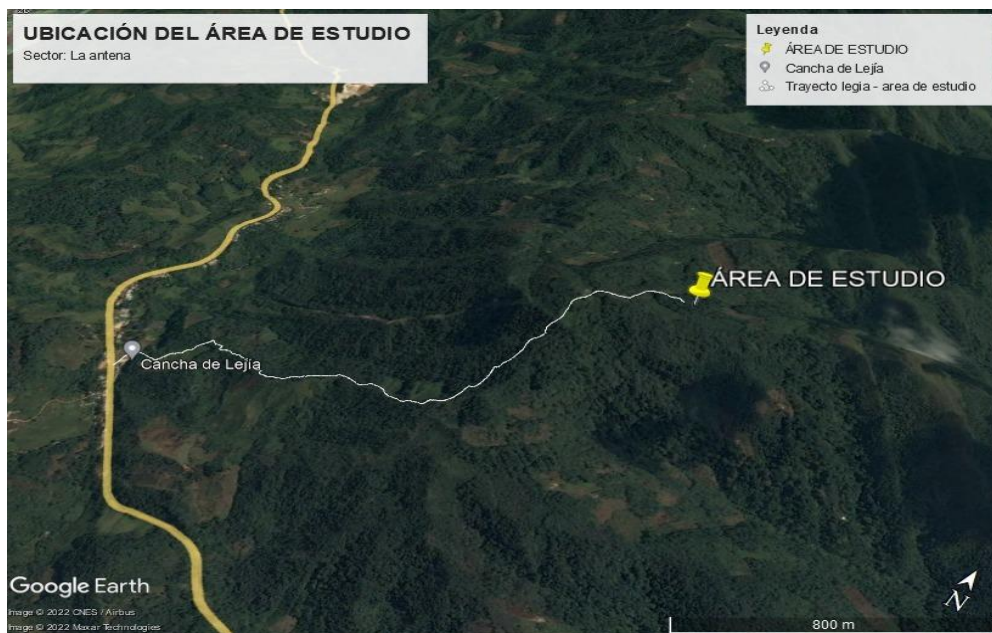 UBICACIÓN DEL ÁREA DE ESTUDIO
Sector: La antena
Leyenda
ÁREA DE ESTUDIO
Cancha de Lejía
Trayecto legia - area de estudio
ÁREA DE ESTUDIO
Cancha de Lejía
Google Earth
Image © 2022 CNES / Airbus
Image © 2022 Maxar Technologies
N
800 m